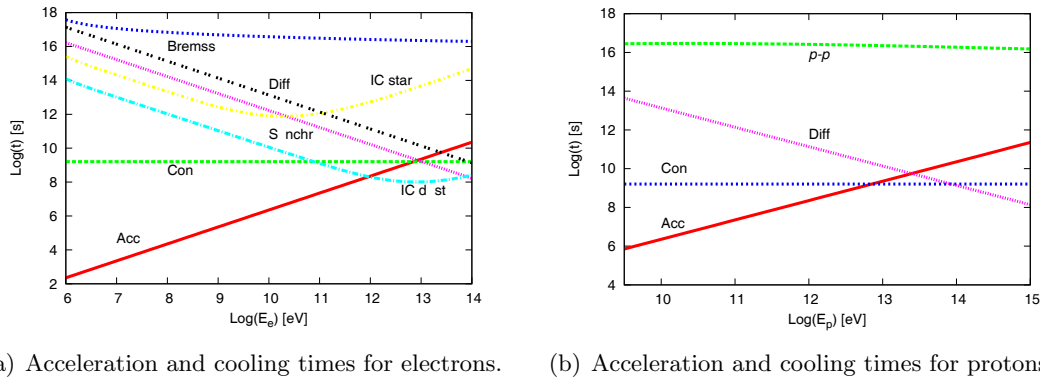 18
16
14
12
10
8
6
4
2
Log(t) [s]
Bremss
Diff
IC star
S nchr
Con
IC d st
Acc
6 7 8 9 10 11 12 13 14
Log(E_e) [eV]
18
16
14
12
10
8
6
4
Log(t) [s]
p-p
Diff
Con
Acc
10 11 12 13 14 15
Log(E_p) [eV]
) Acceleration and cooling times for electrons.
(b) Acceleration and cooling times for protons